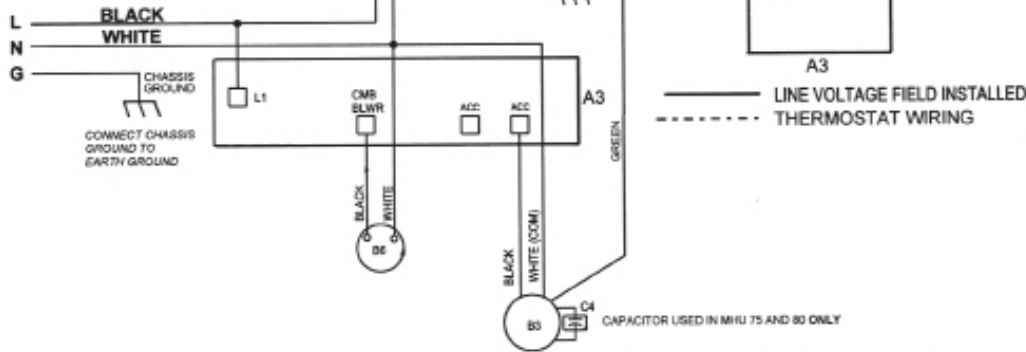 L BLACK
N WHITE
G
CHASSIS
GROUND
CONNECT CHASSIS
GROUND TO
EARTH GROUND
L1
CMB
BLWR
ACC
ACC
A3
GREEN
BLACK
WHITE
B6
BLACK
WHITE (COM)
B3
C4
CAPACITOR USED IN MHU 75 AND 80 ONLY
A3
LINE VOLTAGE FIELD INSTALLED
THERMOSTAT WIRING